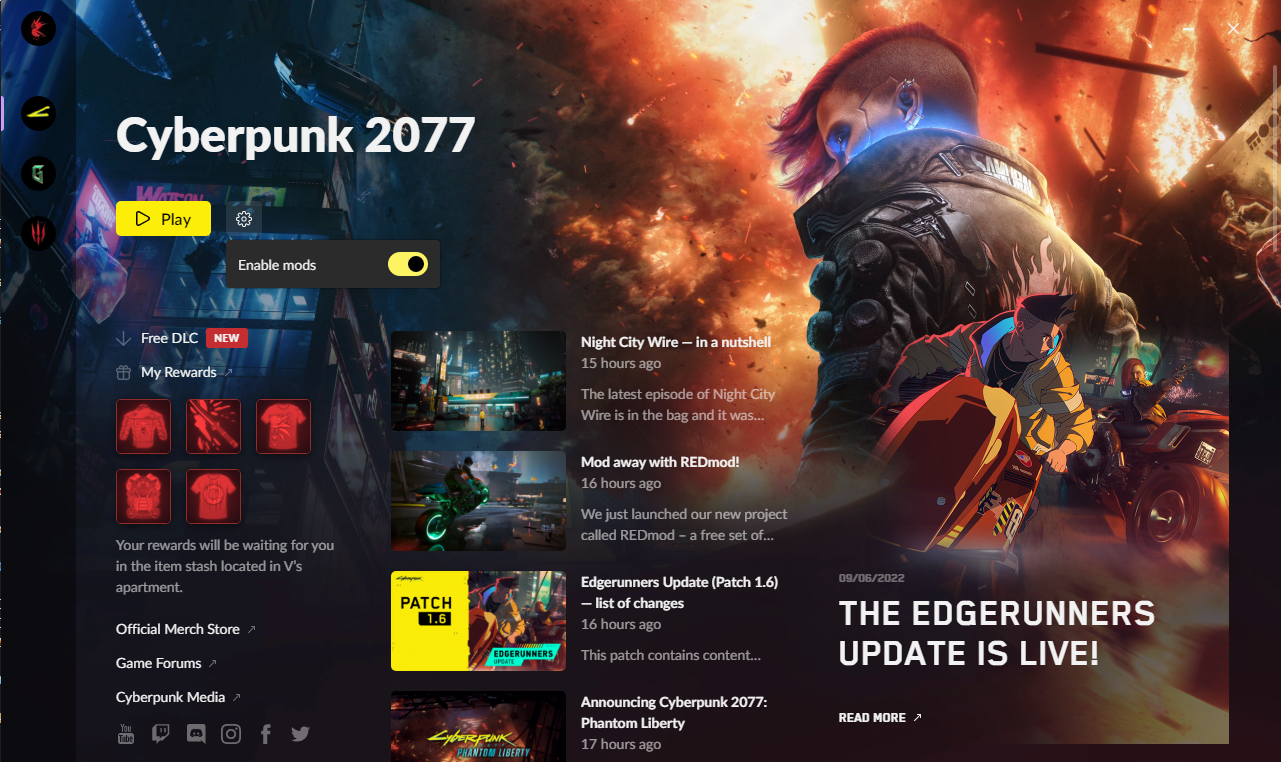 Cyberpunk 2077
WATSON
Play
Enable mods
Free DLC NEW
My Rewards
Your rewards will be waiting for you
in the item stash located in V's
apartment.
Official Merch Store
Game Forums
Cyberpunk Media
You
Tube
Night City Wire — in a nutshell
15 hours ago
The latest episode of Night City
Wire is in the bag and it was...
Mod away with REDmod!
16 hours ago
We just launched our new project
called REDmod – a free set of...
PATCH
1.6
EDGERUNNERS
UPDATE
Edgerunners Update (Patch 1.6)
— list of changes
16 hours ago
This patch contains content...
Cyberpunk
PHANTOM LIBERTY
Announcing Cyberpunk 2077:
Phantom Liberty
17 hours ago
SAMURAI
09/06/2022
THE EDGERUNNERS
UPDATE IS LIVE!
READ MORE